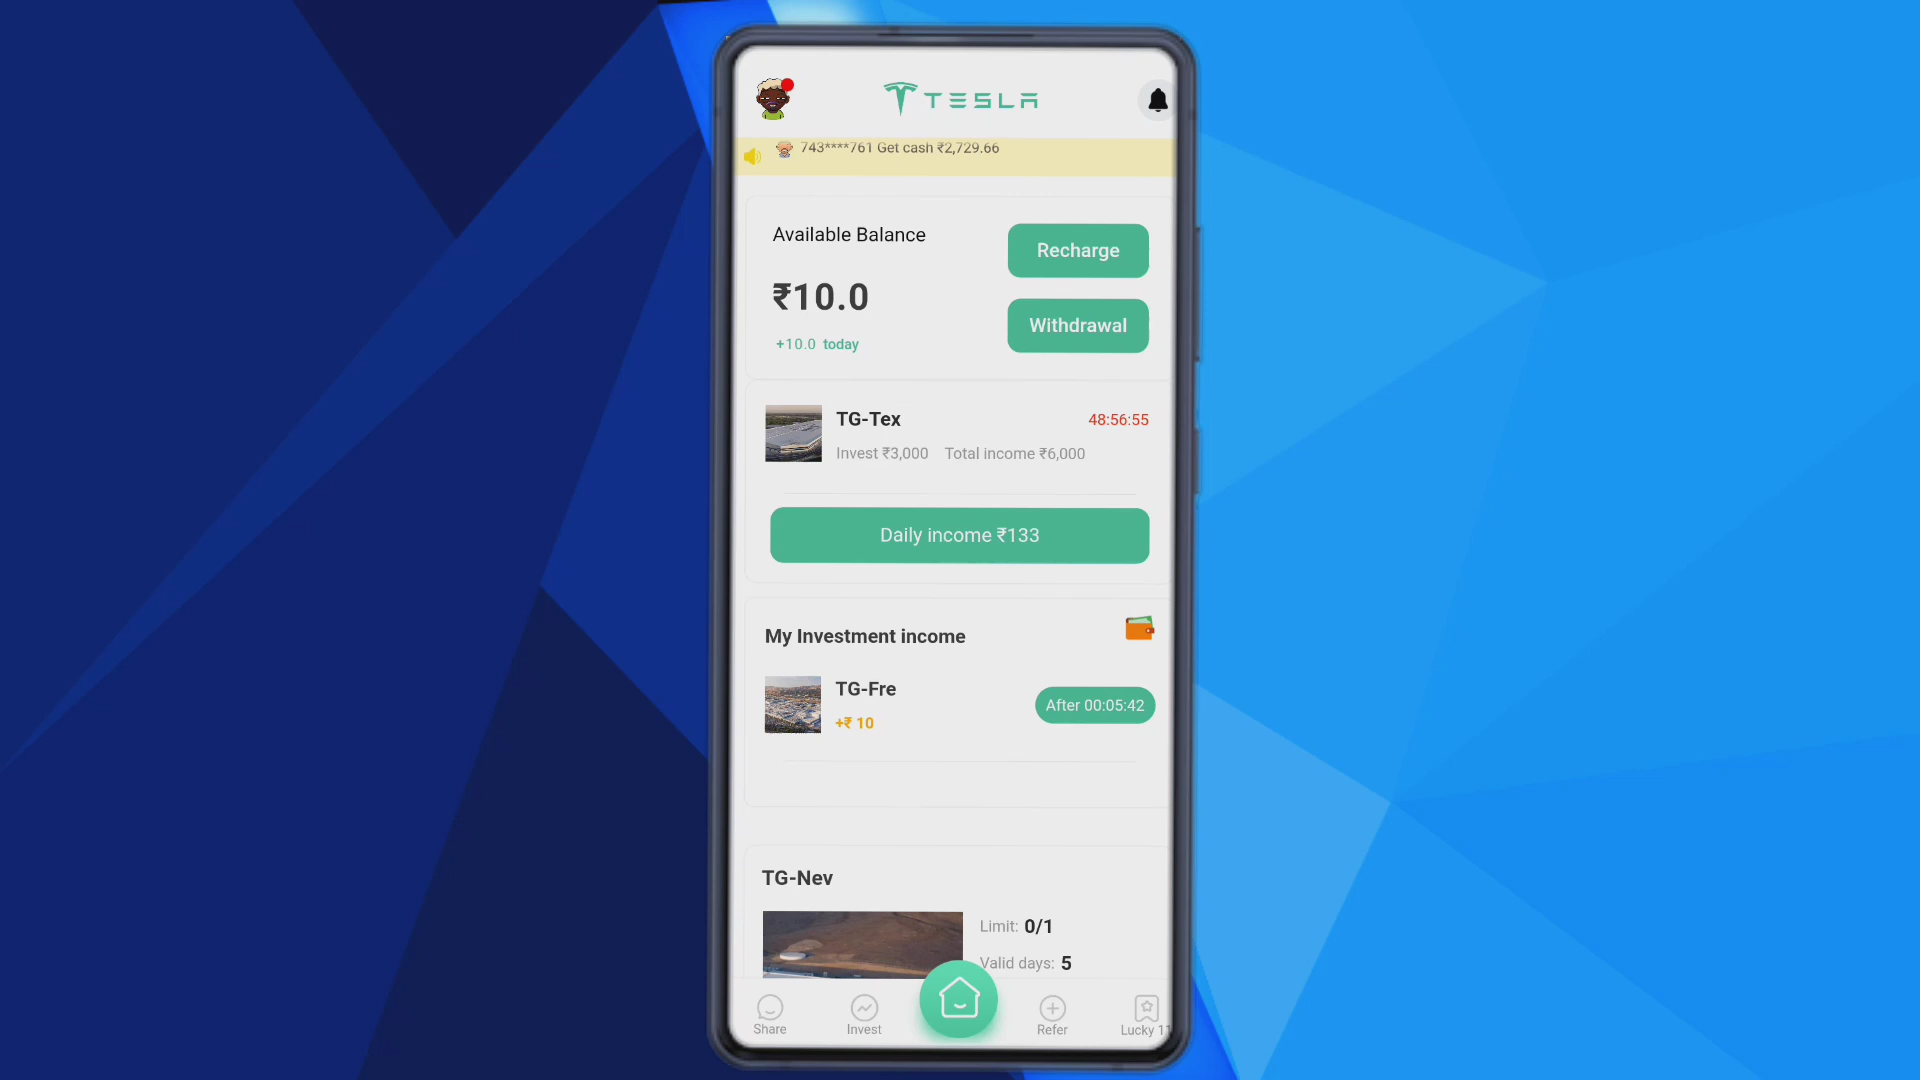 TESLA
743****761 Get cash ₹2,729.66
Available Balance
Recharge
₹10.0
Withdrawal
+10.0 today
TG-Tex
48:56:55
Invest ₹3,000 Total income ₹6,000
Daily income ₹133
My Investment income
TG-Fre
After 00:05:42
+₹ 10
TG-Nev
Limit: 0/1
Valid days: 5
Share
Invest
Refer
Lucky 11